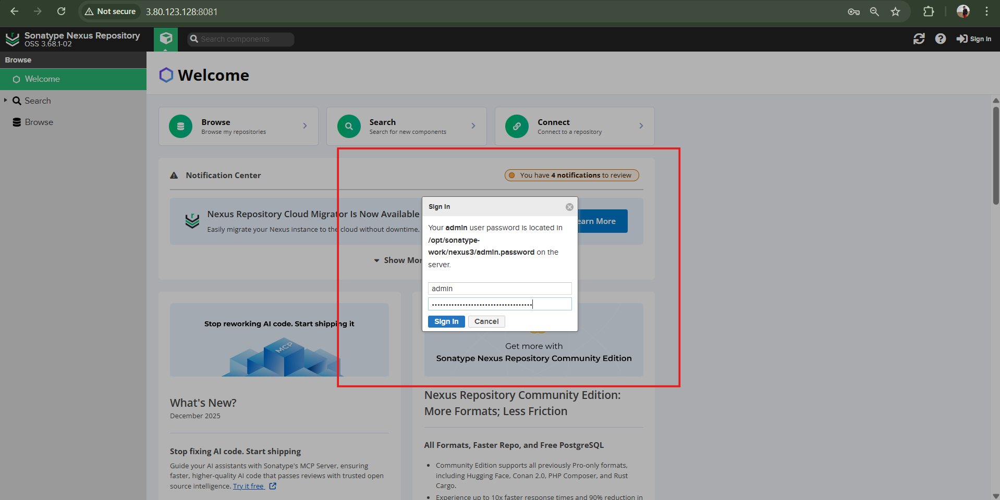 Not secure
3.80.123.128:8081
Sonatype Nexus Repository
OSS 3.68.1-02
Search components
Sign in
Browse
Welcome
Search
Browse
Welcome
Browse
Browse my repositories
Search
Search for new components
Connect
Connect to a repository
Notification Center
You have 4 notifications to review
Nexus Repository Cloud Migrator Is Now Available
Easily migrate your Nexus instance to the cloud without downtime.
earn More
Show Mor
Sign In
Your admin user password is located in
/opt/sonatype-
work/nexus3/admin.password on the
server.
admin
••••••••••••••••••••••••••••••••••••
Sign in
Cancel
Stop reworking AI code. Start shipping it
MCP
Get more with
Sonatype Nexus Repository Community Edition
What's New?
December 2025
Stop fixing AI code. Start shipping
Guide your AI assistants with Sonatype's MCP Server, ensuring
faster, higher-quality AI code that passes reviews with trusted open
source intelligence. Try it free
Nexus Repository Community Edition:
More Formats; Less Friction
All Formats, Faster Repo, and Free PostgreSQL
• Community Edition supports all previously Pro-only formats,
including Hugging Face, Conan 2.0, PHP Composer, and Rust
Cargo.
• Experience up to 10x faster response times and 90% reduction in